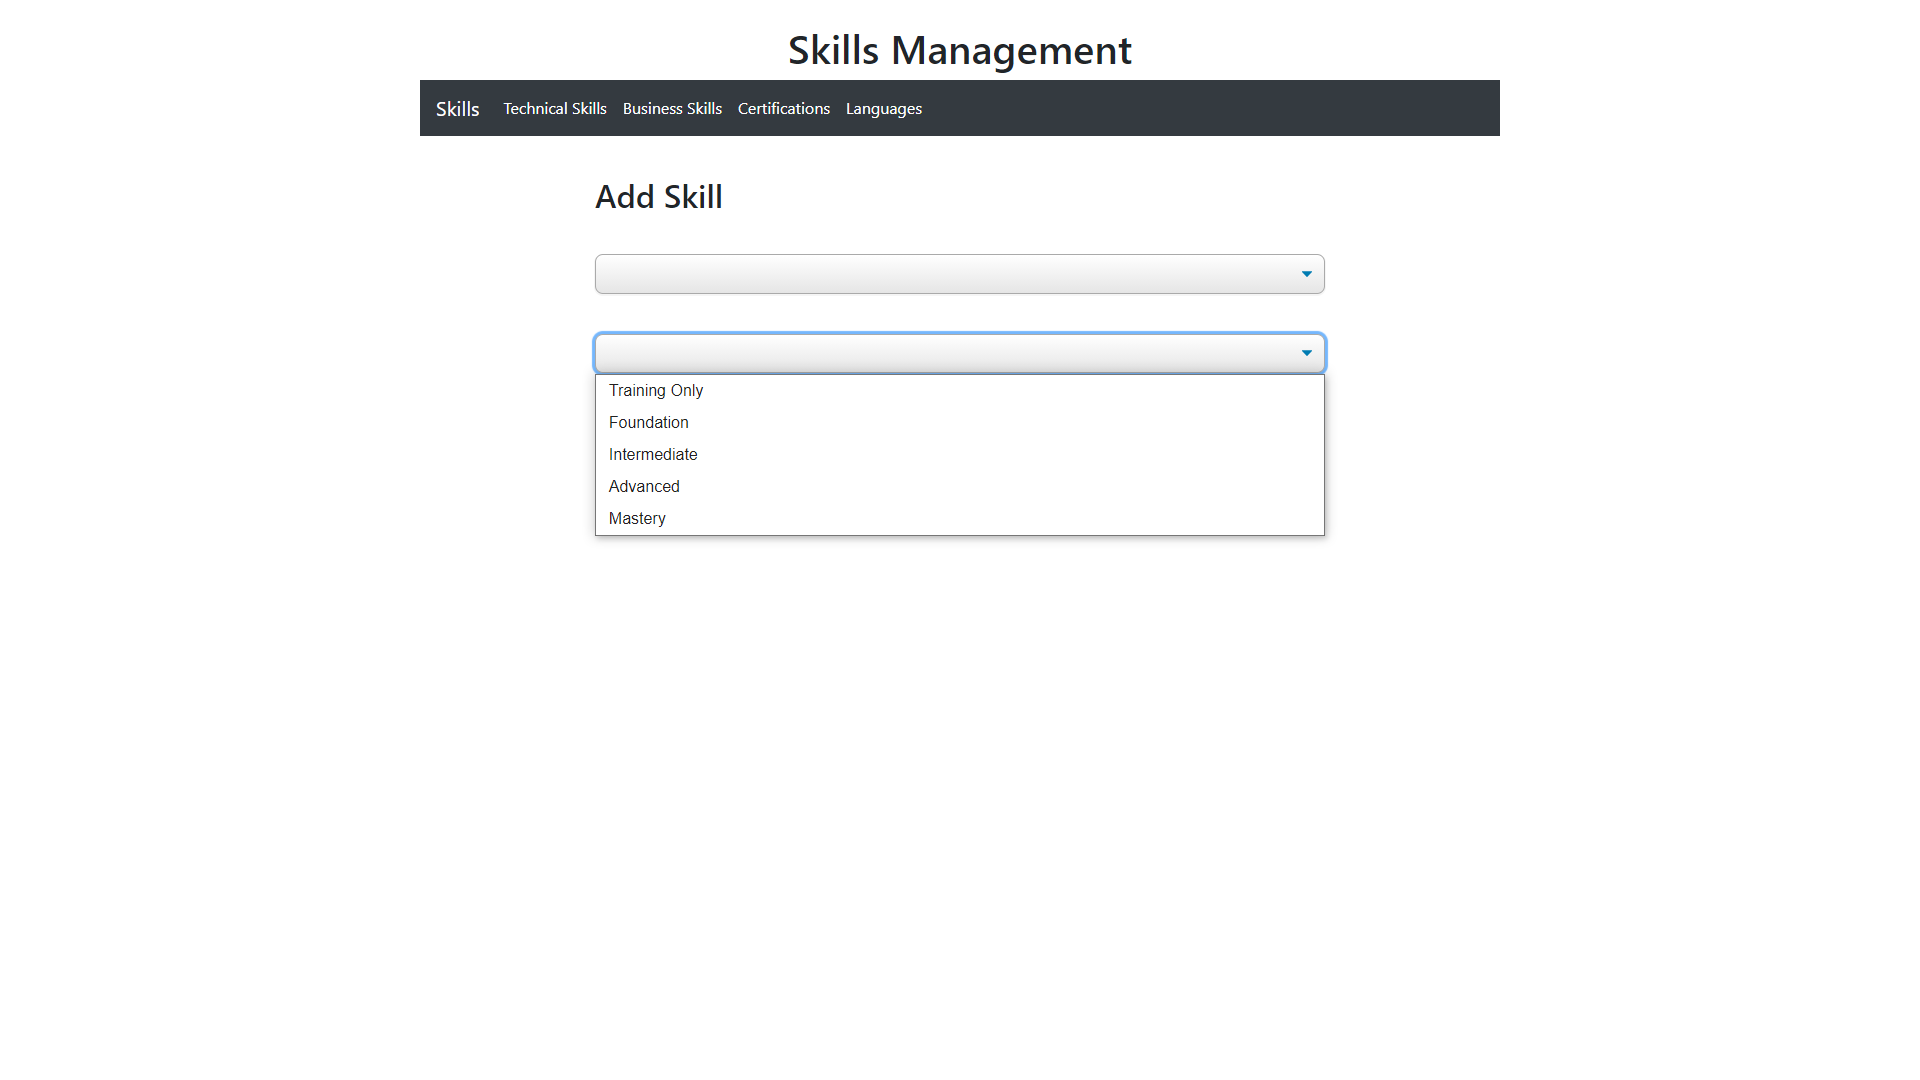 Skills Management
Skills Technical Skills Business Skills Certifications Languages
Add Skill
Training Only
Foundation
Intermediate
Advanced
Mastery